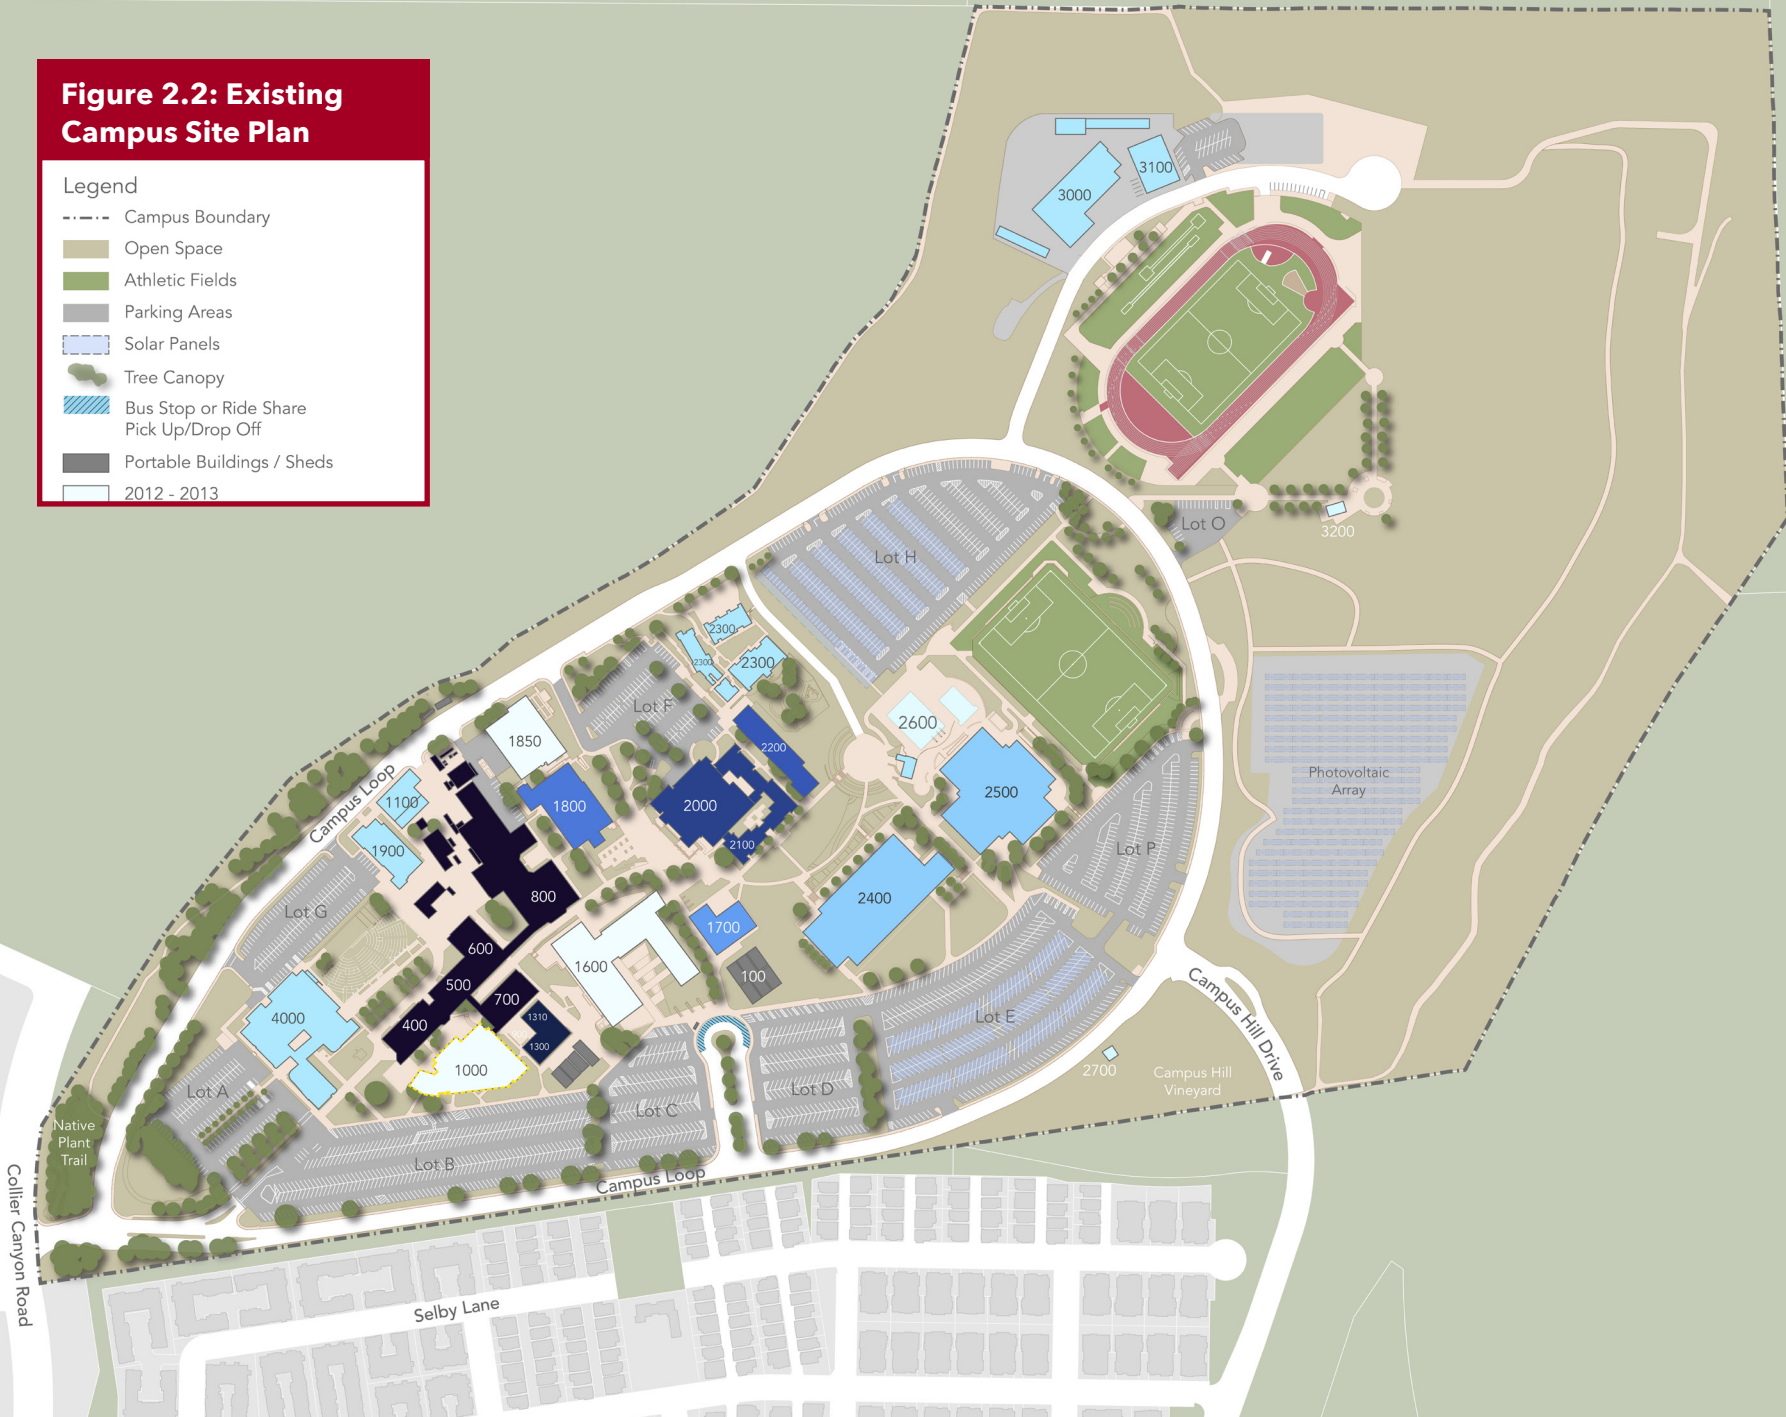 Figure 2.2: Existing
Campus Site Plan
Legend
Campus Boundary
Open Space
Athletic Fields
Parking Areas
Solar Panels
Tree Canopy
Bus Stop or Ride Share
Pick Up/Drop Off
Portable Buildings / Sheds
2012 - 2013
3100
3000
Lot O
3200
Lot H
2300
2300
2300
Lot F
2600
1850
2200
Photovoltaic
Array
2500
1100
1800
2000
Campus Loop
2100
1900
Lot P
800
2400
Lot G
1700
600
1600
100
500
700
Campus Hill Drive
4000
400
1310
Lot E
1300
1000
2700
Campus Hill
Vineyard
Lot A
Lot D
Lot C
Native
Plant
Trail
Lot B
Campus Loop
Collier Canyon Road
Selby Lane